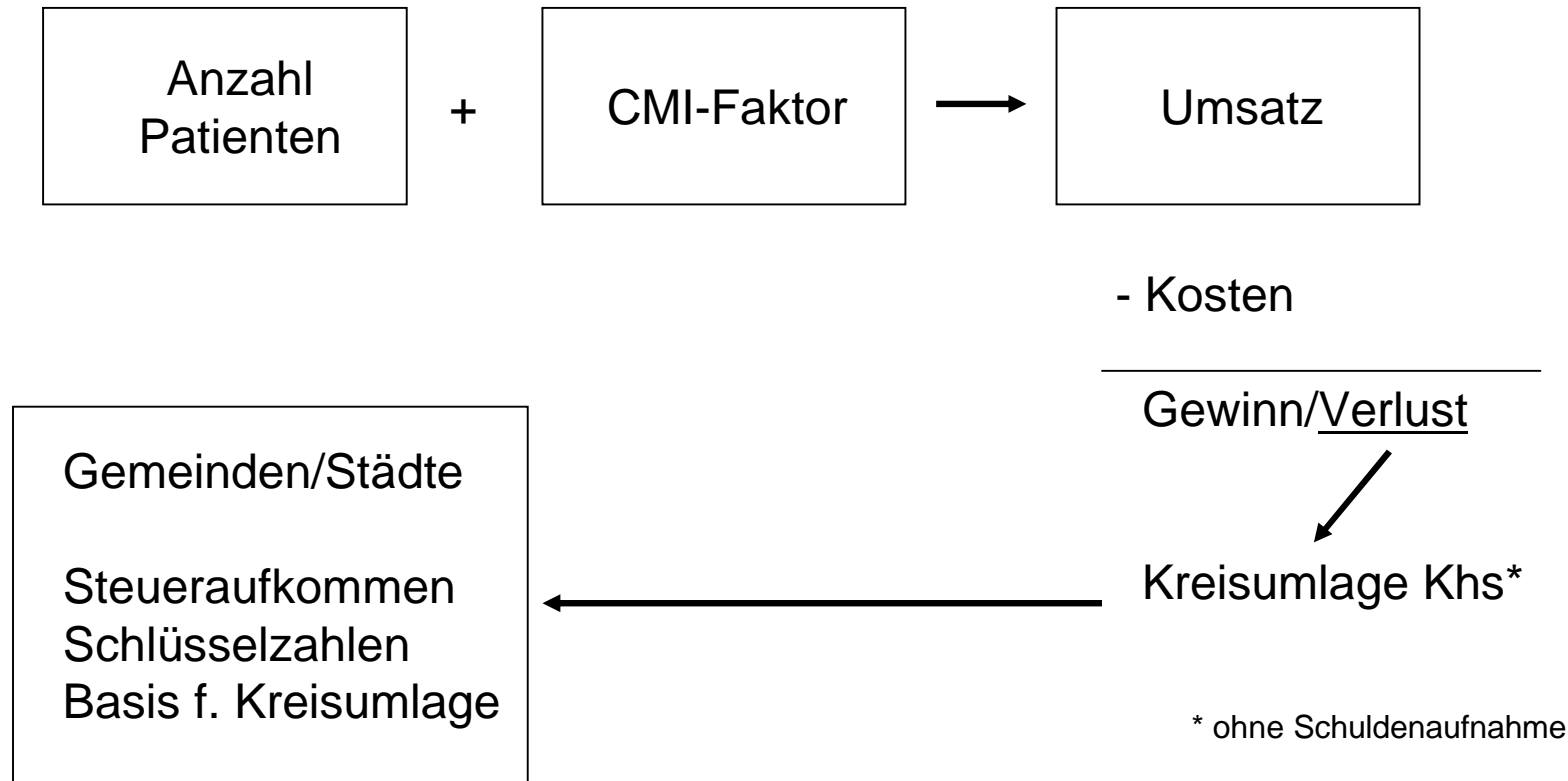 Anzahl
Patienten
+
CMI-Faktor
Umsatz
- Kosten
Gewinn/Verlust
Kreisumlage Khs*
Gemeinden/Städte
Steueraufkommen
Schlüsselzahlen
Basis f. Kreisumlage
* ohne Schuldenaufnahme